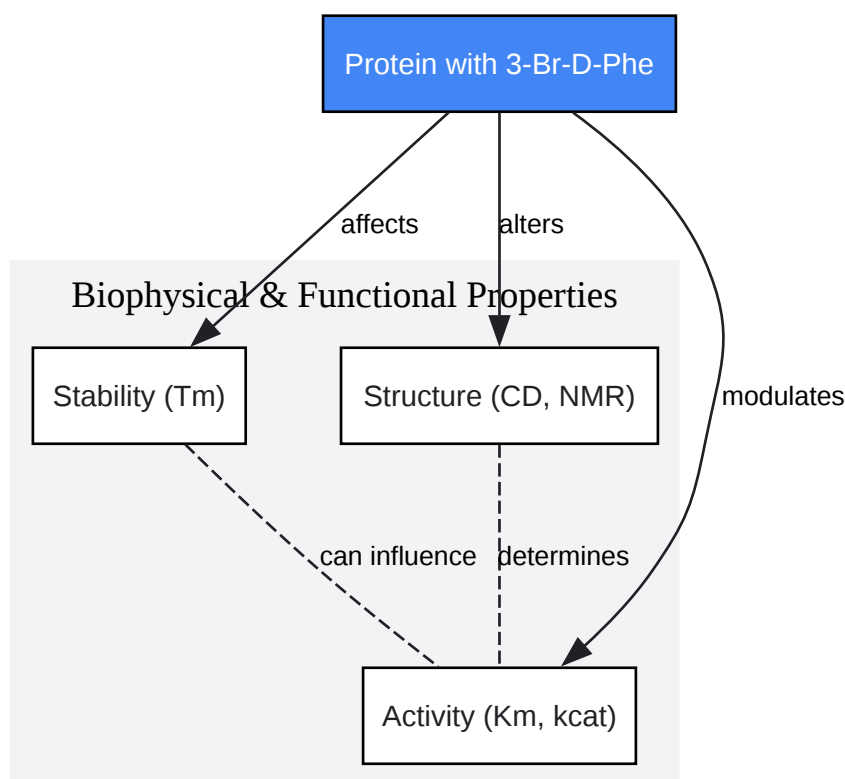 Protein with 3-Br-D-Phe
affects
alters
Biophysical & Functional Properties
Stability (Tm)
Structure (CD, NMR)
modulates
can influence
determines
Activity (Km, kcat)